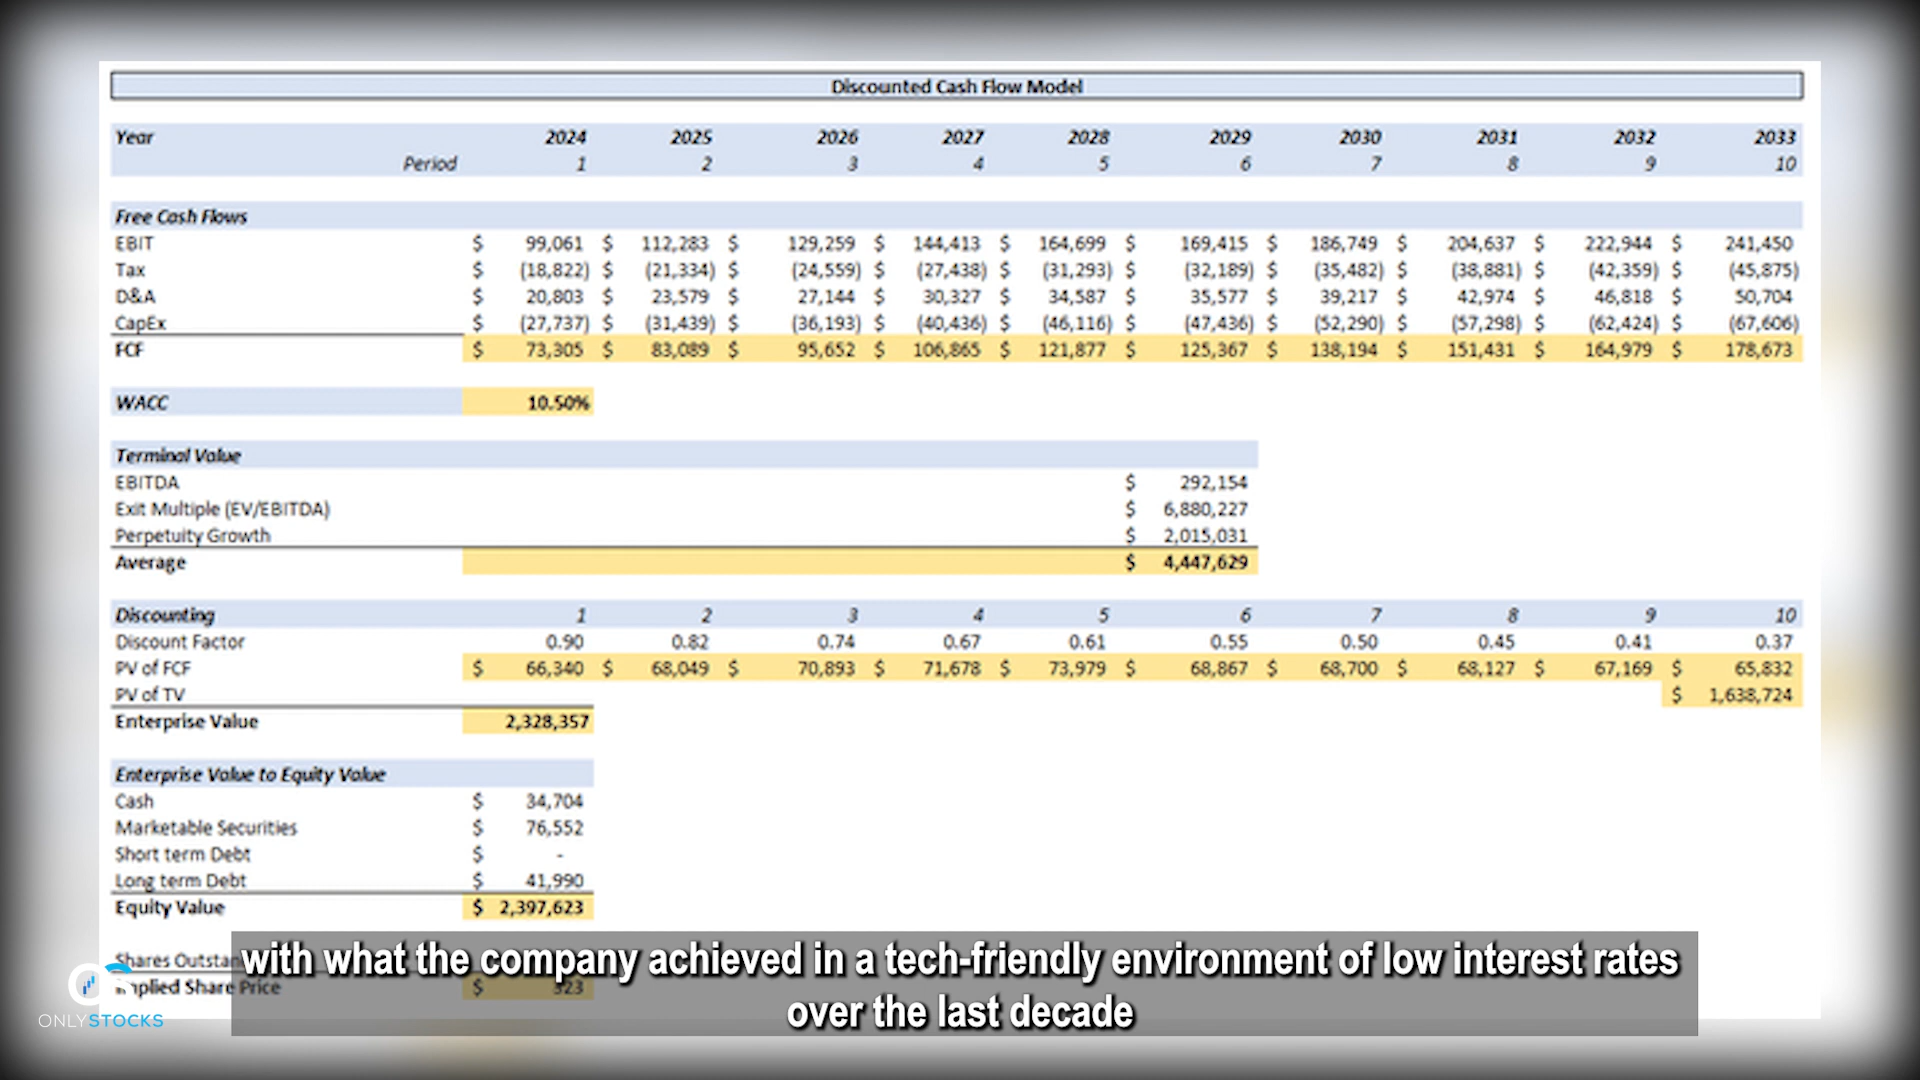 Discounted Cash Flow Model
Year 2024 2025 2026 2027 2028 2029 2030 2031 2032 2033
Period 1 2 3 4 5 6 7 8 9 10
Free Cash Flows
EBIT $ 99,061 $ 112,283 $ 129,259 $ 144,413 $ 164,699 $ 169,415 $ 186,749 $ 204,637 $ 222,944 $ 241,450
Tax $ (18,822) $ (21,334) $ (24,559) $ (27,438) $ (31,293) $ (32,189) $ (35,482) $ (38,881) $ (42,359) $ (45,875)
D&A $ 20,803 $ 23,579 $ 27,144 $ 30,327 $ 34,587 $ 35,577 $ 39,217 $ 42,974 $ 46,818 $ 50,704
CapEx $ (27,737) $ (31,439) $ (36,193) $ (40,436) $ (46,116) $ (47,436) $ (52,290) $ (57,298) $ (62,424) $ (67,606)
FCF $ 73,305 $ 83,089 $ 95,652 $ 106,865 $ 121,877 $ 125,367 $ 138,194 $ 151,431 $ 164,979 $ 178,673
WACC 10.50%
Terminal Value
EBITDA $ 292,154
Exit Multiple (EV/EBITDA) $ 6,880,227
Perpetuity Growth $ 2,015,031
Average $ 4,447,629
Discounting 1 2 3 4 5 6 7 8 9 10
Discount Factor 0.90 0.82 0.74 0.67 0.61 0.55 0.50 0.45 0.41 0.37
PV of FCF $ 66,340 $ 68,049 $ 70,893 $ 71,678 $ 73,979 $ 68,867 $ 68,700 $ 68,127 $ 67,169 $ 65,832
PV of TV $ 1,638,724
Enterprise Value 2,328,357
Enterprise Value to Equity Value
Cash $ 34,704
Marketable Securities $ 76,552
Short term Debt $ -
Long term Debt $ 41,990
Equity Value $ 2,397,623
Shares
Share Price $ 323
with what the company achieved in a tech-friendly environment of low interest rates
over the last decade
ONLYSTOCKS